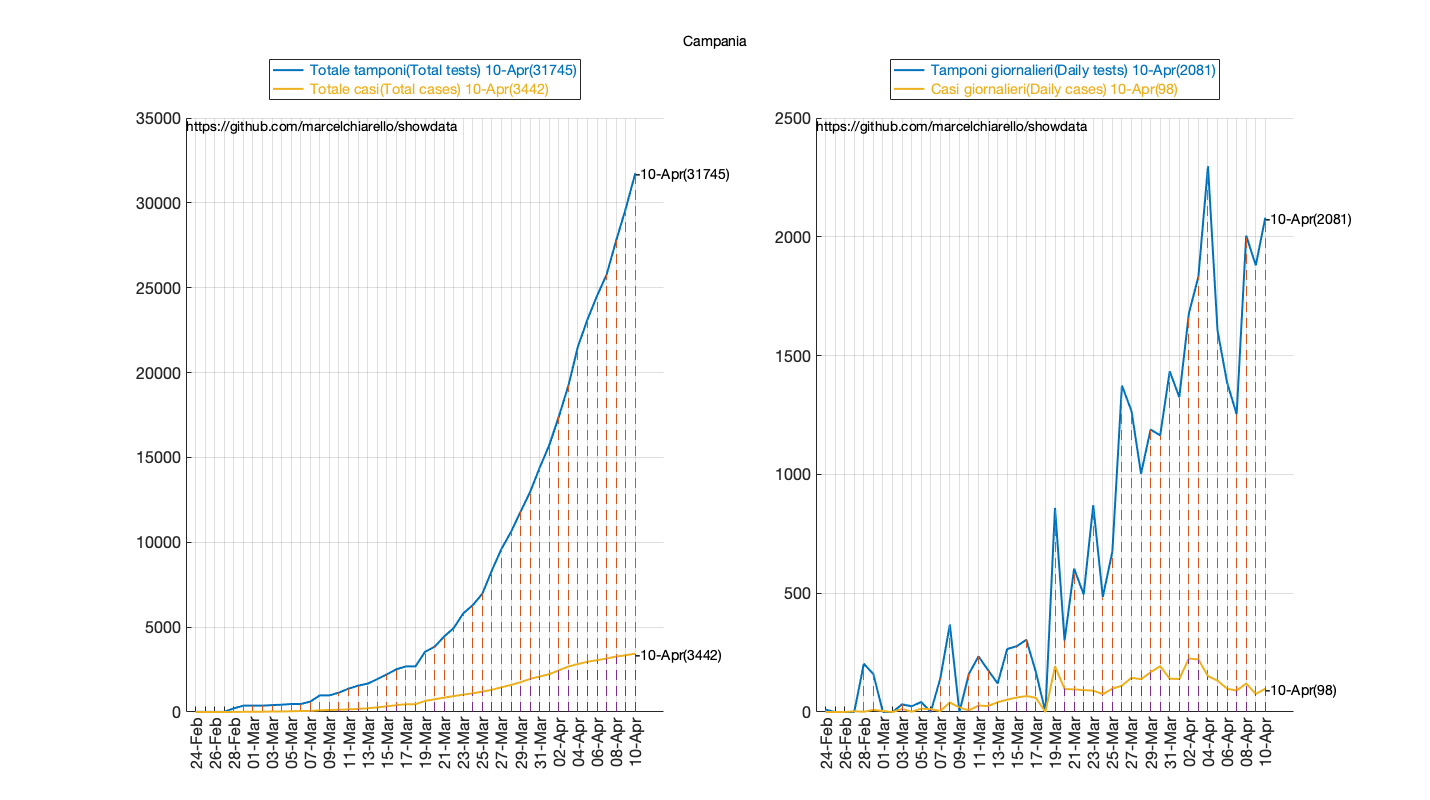 Campania
Totale tamponi(Total tests) 10-Apr(31745)
Totale casi(Total cases) 10-Apr(3442)
https://github.com/marcelchiarello/showdata
35000
30000
25000
20000
15000
10000
5000
0
10-Apr(31745)
10-Apr(3442)
24-Feb
26-Feb
28-Feb
01-Mar
03-Mar
05-Mar
07-Mar
09-Mar
11-Mar
13-Mar
15-Mar
17-Mar
19-Mar
21-Mar
23-Mar
25-Mar
27-Mar
29-Mar
31-Mar
02-Apr
04-Apr
06-Apr
08-Apr
10-Apr
Tamponi giornalieri(Daily tests) 10-Apr(2081)
Casi giornalieri(Daily cases) 10-Apr(98)
https://github.com/marcelchiarello/showdata
2500
2000
1500
1000
500
0
10-Apr(2081)
10-Apr(98)
24-Feb
26-Feb
28-Feb
01-Mar
03-Mar
05-Mar
07-Mar
09-Mar
11-Mar
13-Mar
15-Mar
17-Mar
19-Mar
21-Mar
23-Mar
25-Mar
27-Mar
29-Mar
31-Mar
02-Apr
04-Apr
06-Apr
08-Apr
10-Apr